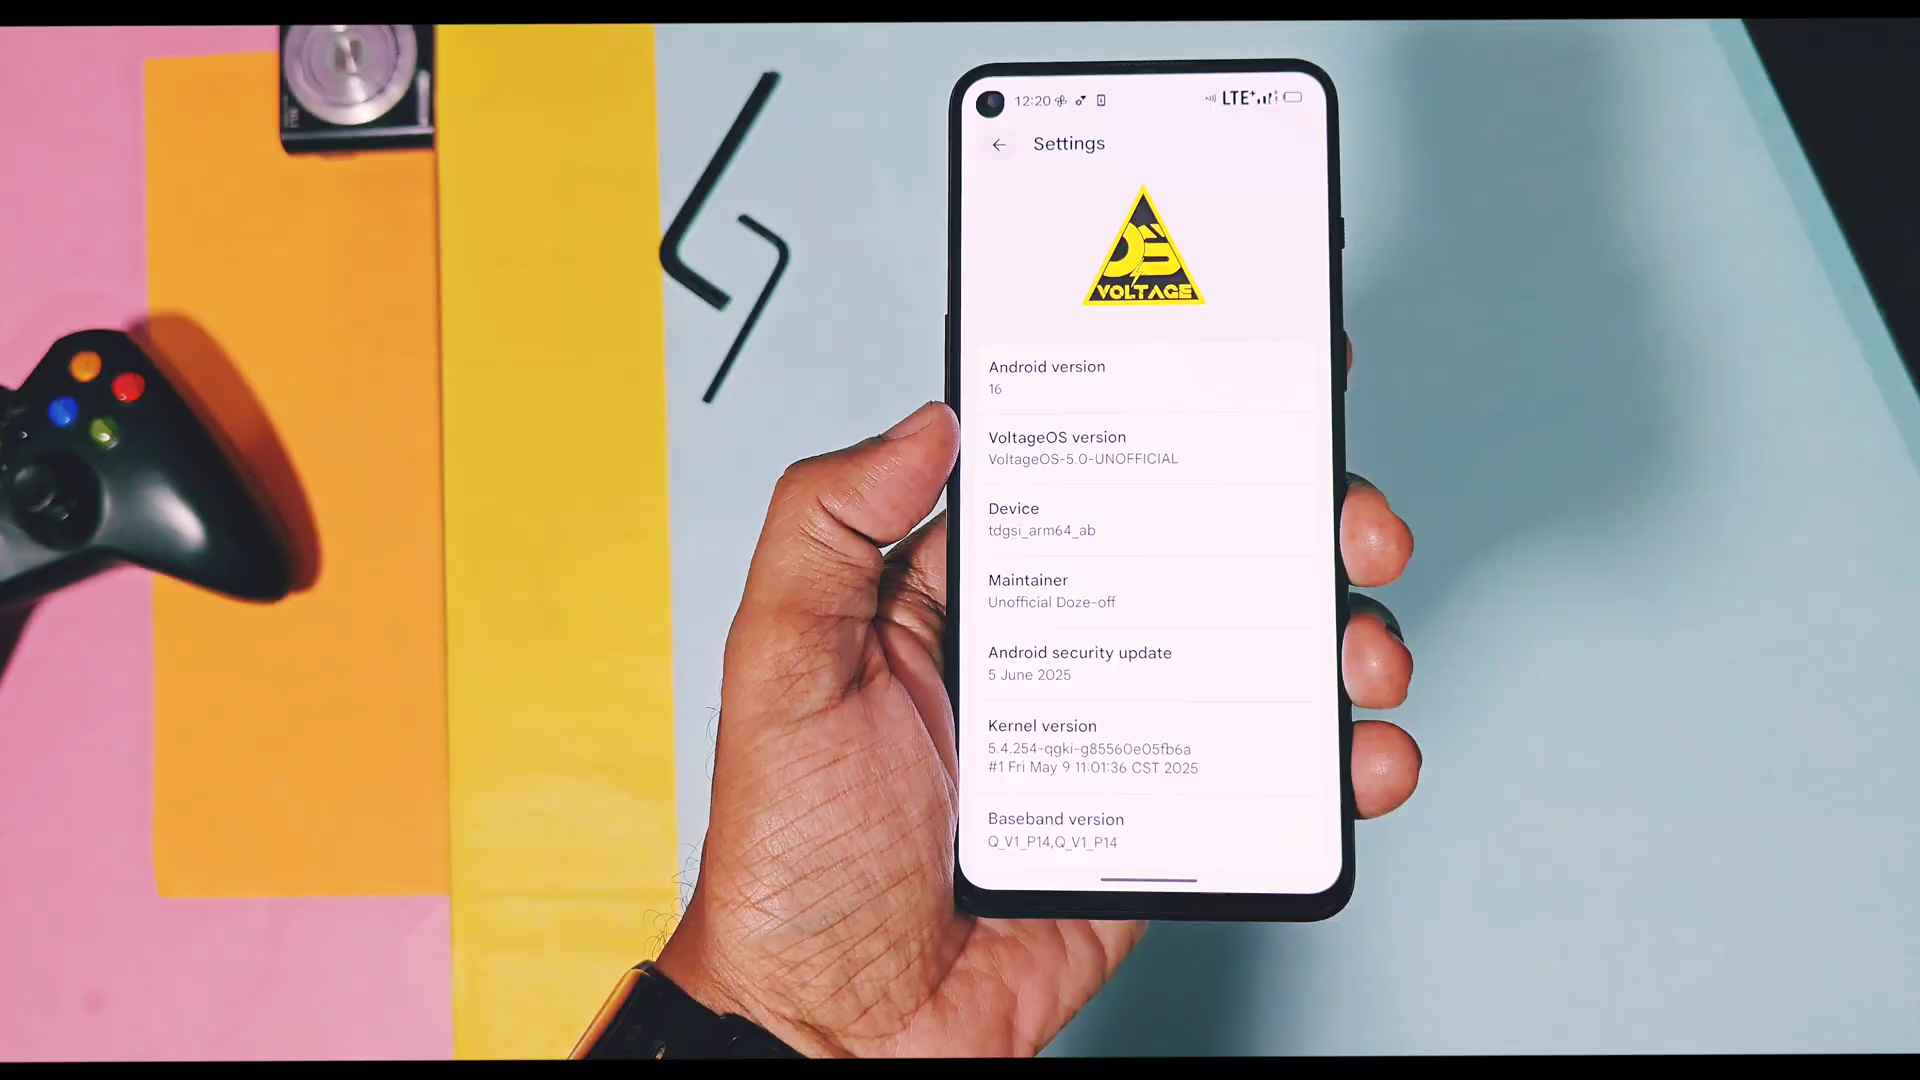 12:20
LTE+
Settings
OS
VOLTAGE
Android version
16
VoltageOS version
VoltageOS-5.0-UNOFFICIAL
Device
tdgsi_arm64_ab
Maintainer
Unofficial Doze-off
Android security update
5 June 2025
Kernel version
5.4.254-qgki-g85560e05fb6a
#1 Fri May 9 11:01:36 CST 2025
Baseband version
Q_V1_P14,Q_V1_P14